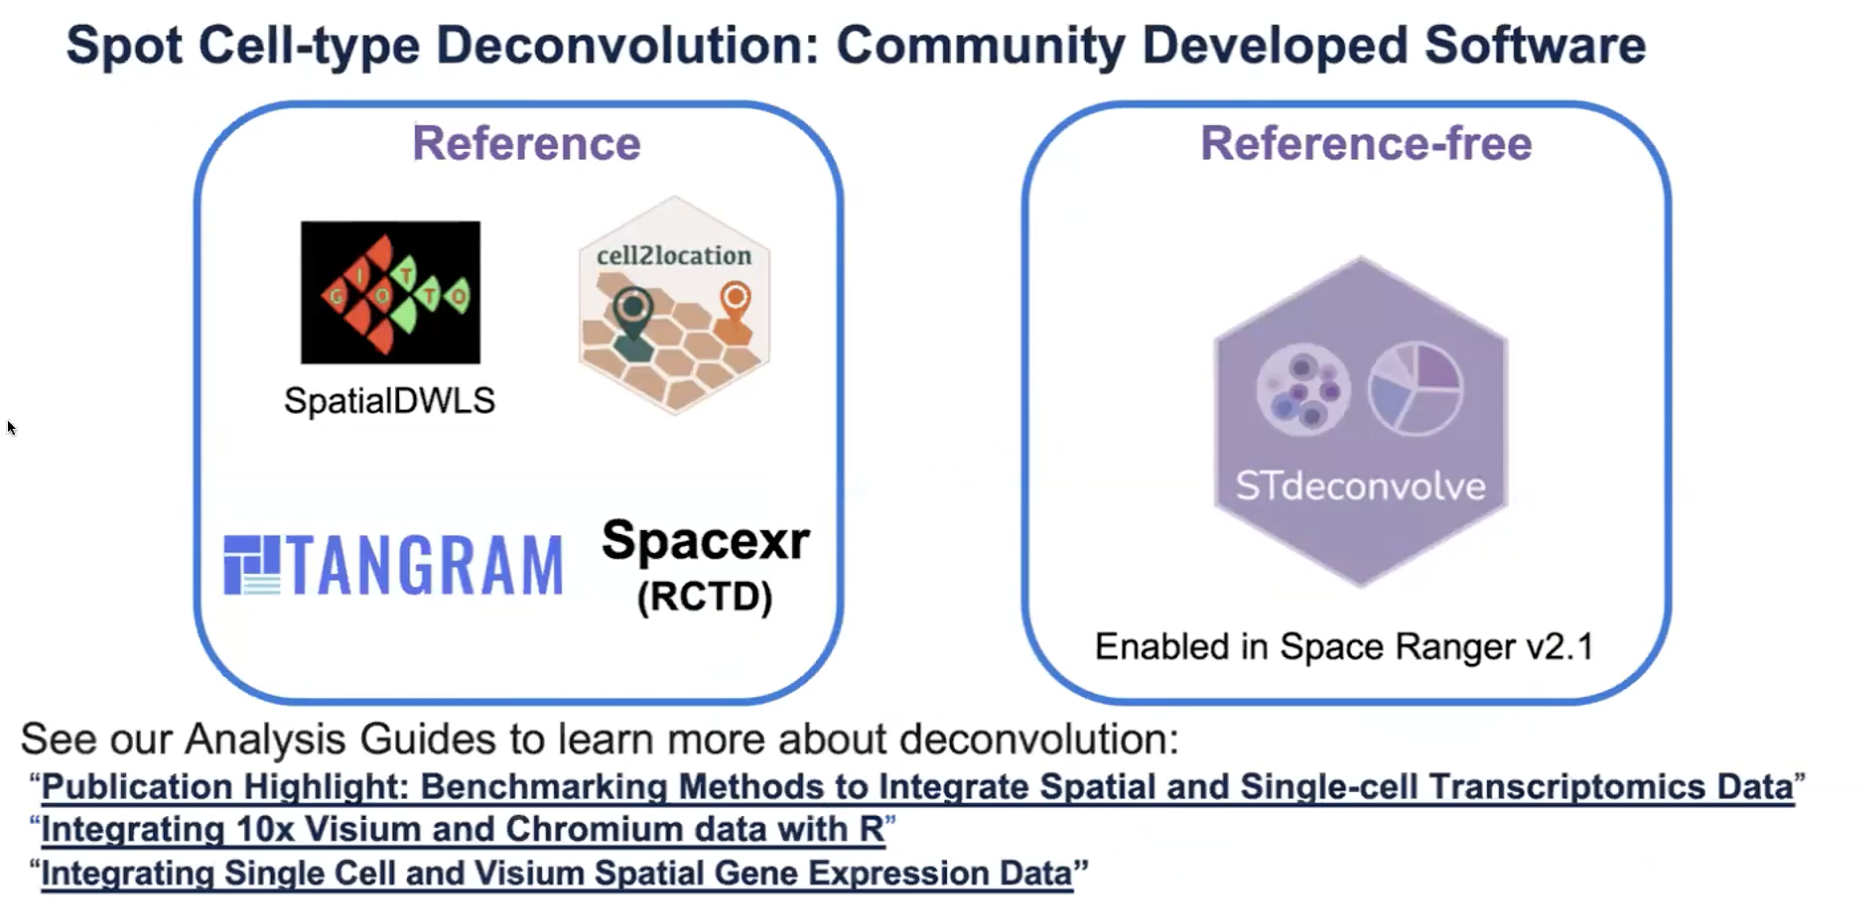 Spot Cell-type Deconvolution: Community Developed Software
Reference
GIOTTO
SpatialDWLS
cell2location
TANGRAM
Spacexr
(RCTD)
Reference-free
STdeconvolve
Enabled in Space Ranger v2.1
See our Analysis Guides to learn more about deconvolution:
“Publication Highlight: Benchmarking Methods to Integrate Spatial and Single-cell Transcriptomics Data”
“Integrating 10x Visium and Chromium data with R”
“Integrating Single Cell and Visium Spatial Gene Expression Data”